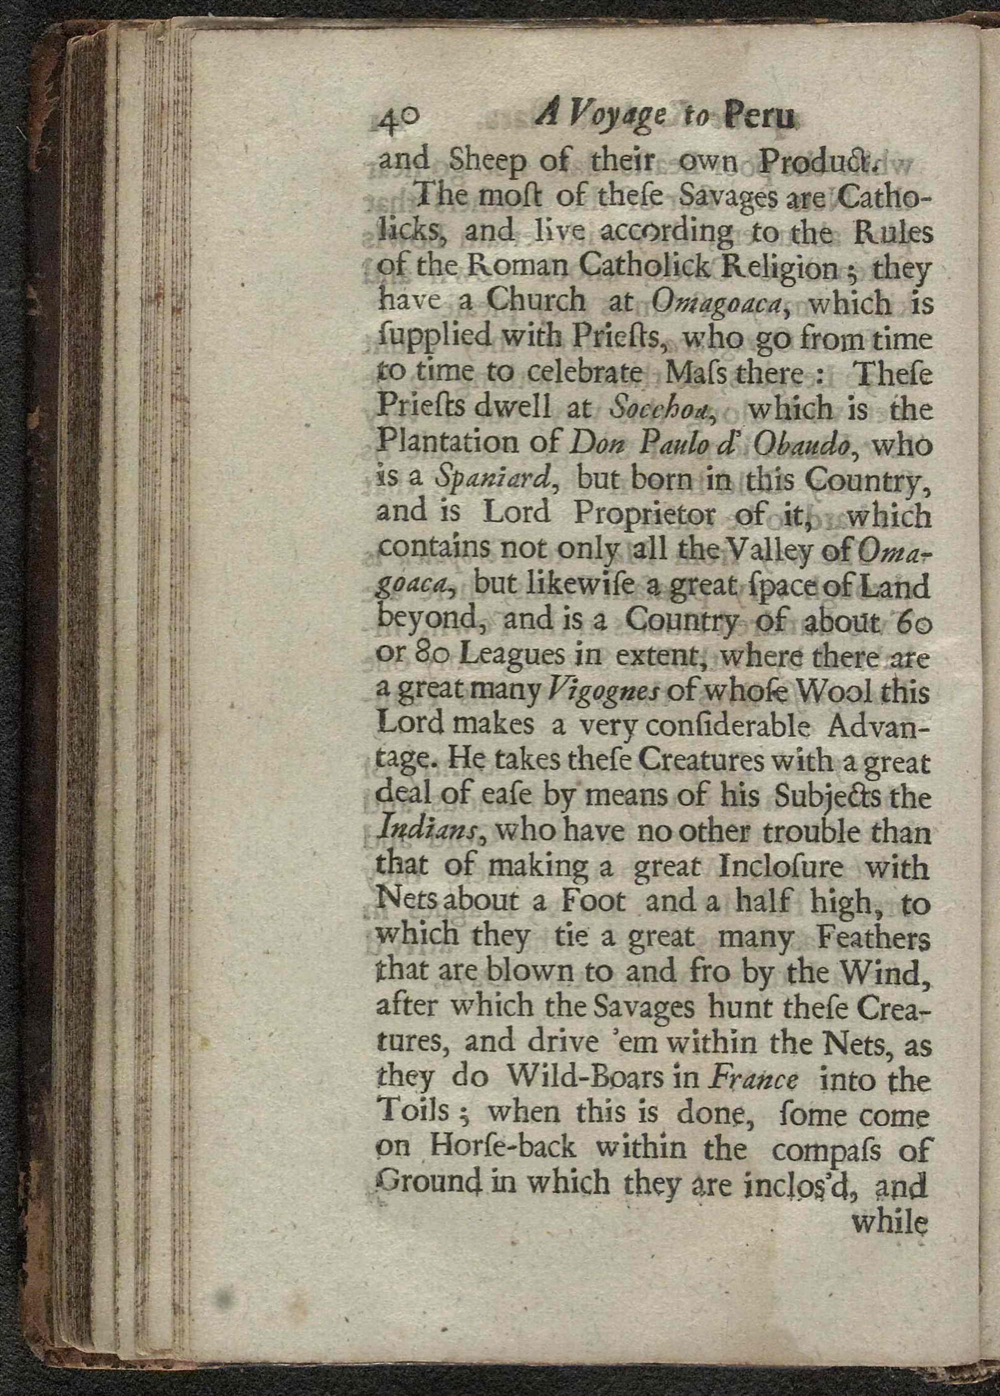 40 A Voyage to Peru
and Sheep of their own Product.
The moſt of theſe Savages are Catho-
licks, and live according to the Rules
of the Roman Catholick Religion ; they
have a Church at Omagoaca, which is
ſupplied with Prieſts, who go from time
to time to celebrate Maſs there : Theſe
Prieſts dwell at Socchoa, which is the
Plantation of Don Paulo d' Obando, who
is a Spaniard, but born in this Country,
and is Lord Proprietor of it, which
contains not only all the Valley of Oma-
goaca, but likewiſe a great ſpace of Land
beyond, and is a Country of about 60
or 80 Leagues in extent, where there are
a great many Vigognes of whoſe Wool this
Lord makes a very conſiderable Advan-
tage. He takes theſe Creatures with a great
deal of eaſe by means of his Subjects the
Indians, who have no other trouble than
that of making a great Incloſure with
Nets about a Foot and a half high, to
which they tie a great many Feathers
that are blown to and fro by the Wind,
after which the Savages hunt theſe Crea-
tures, and drive 'em within the Nets, as
they do Wild-Boars in France into the
Toils ; when this is done, ſome come
on Horſe-back within the compaſs of
Ground in which they are inclos'd, and
while